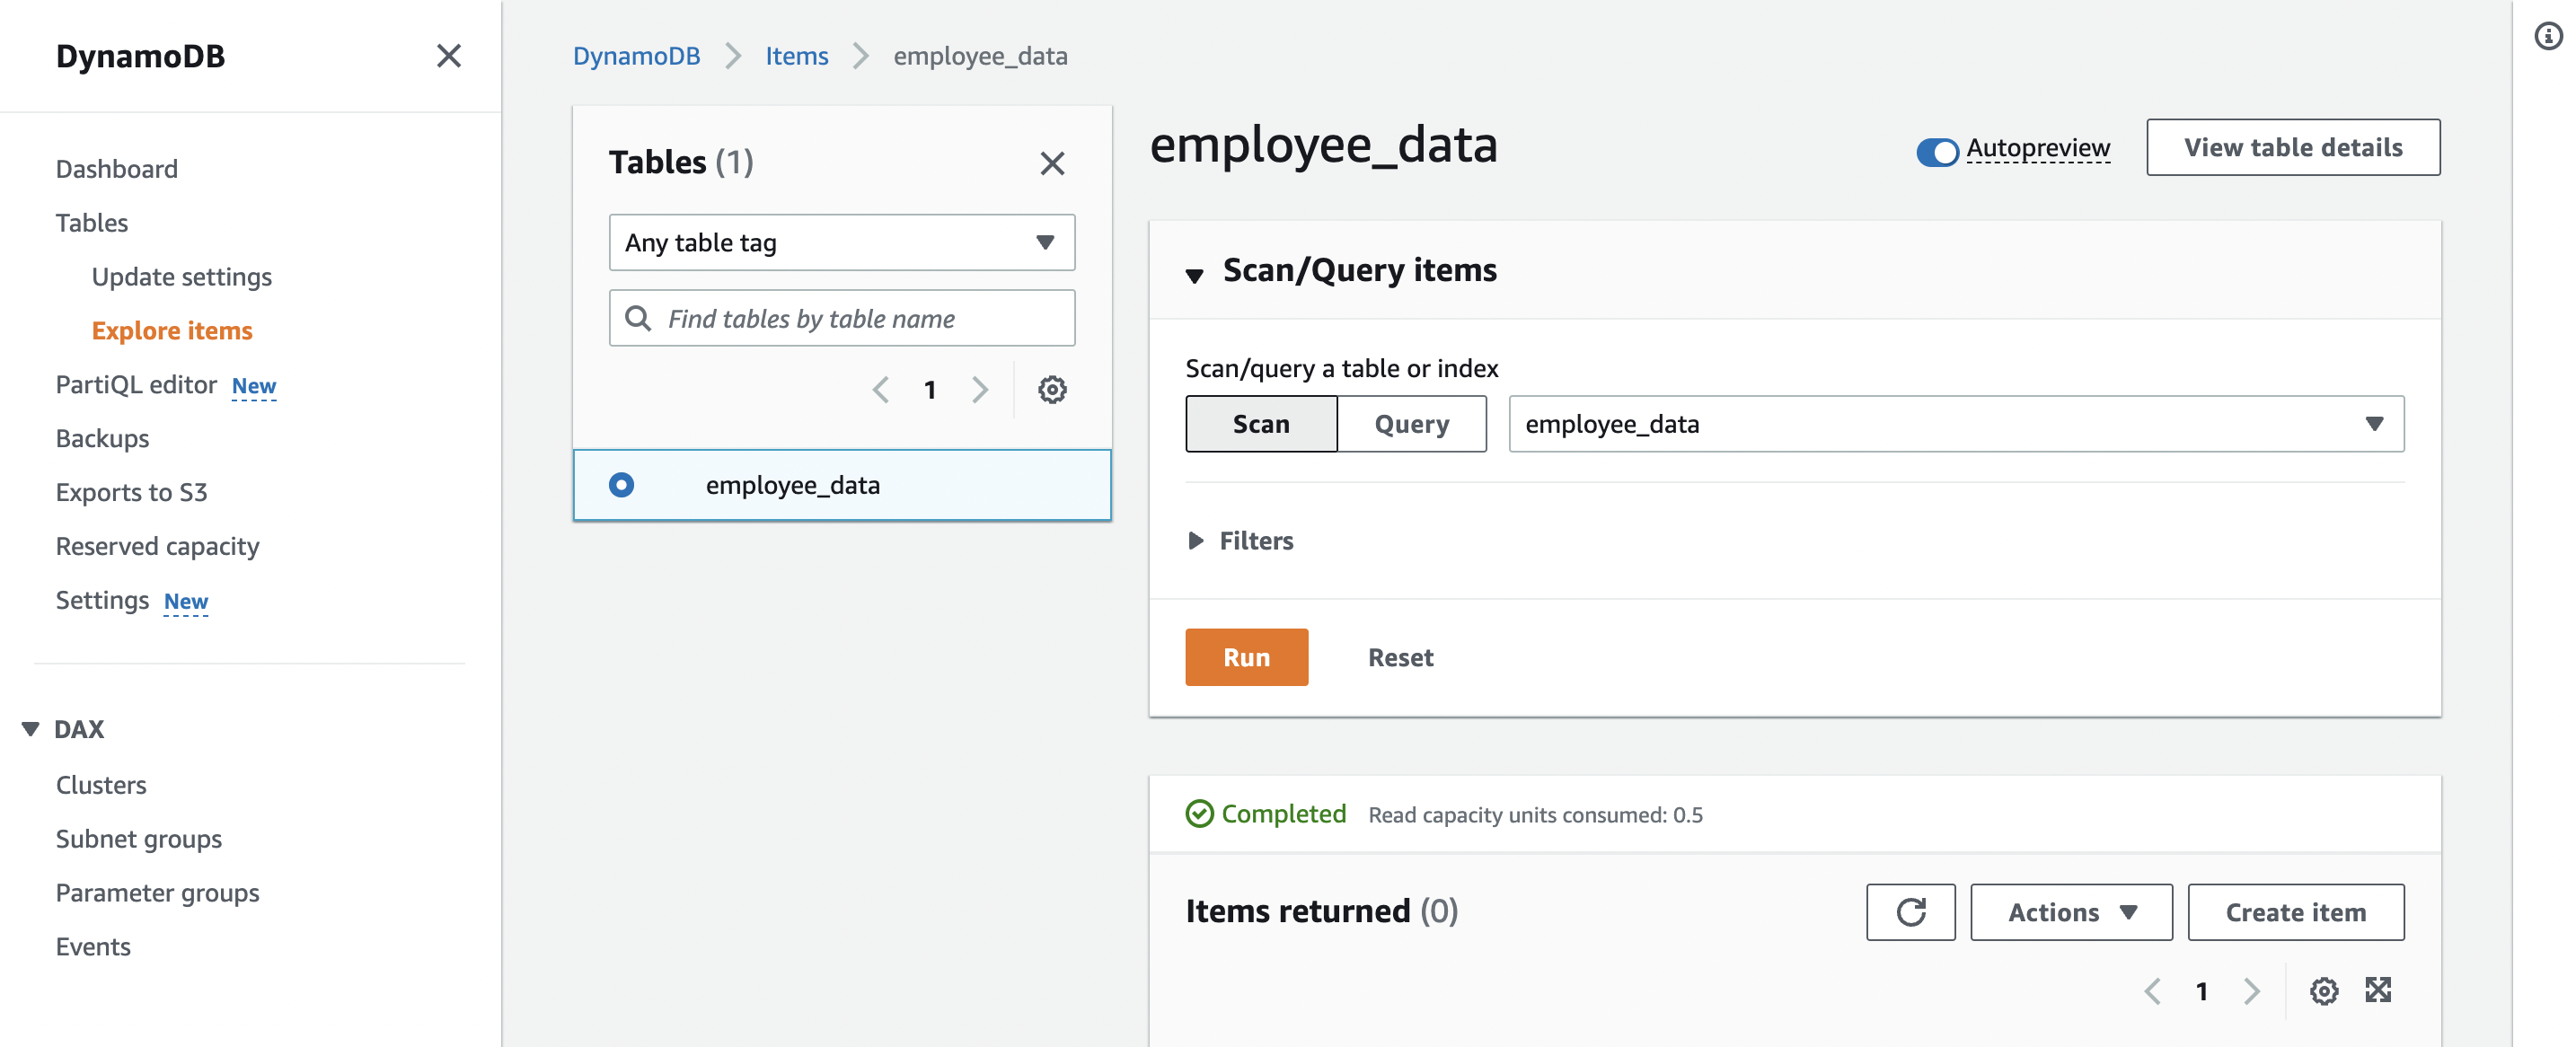 DynamoDB
Dashboard
Tables
Update settings
Explore items
PartiQL editor New
Backups
Exports to S3
Reserved capacity
Settings New
DAX
Clusters
Subnet groups
Parameter groups
Events
DynamoDB Items employee_data
Tables (1)
Any table tag
Find tables by table name
1
employee_data
employee_data
Autopreview
View table details
Scan/Query items
Scan/query a table or index
Scan Query employee_data
Filters
Run Reset
Completed Read capacity units consumed: 0.5
Items returned (0)
Actions Create item
1